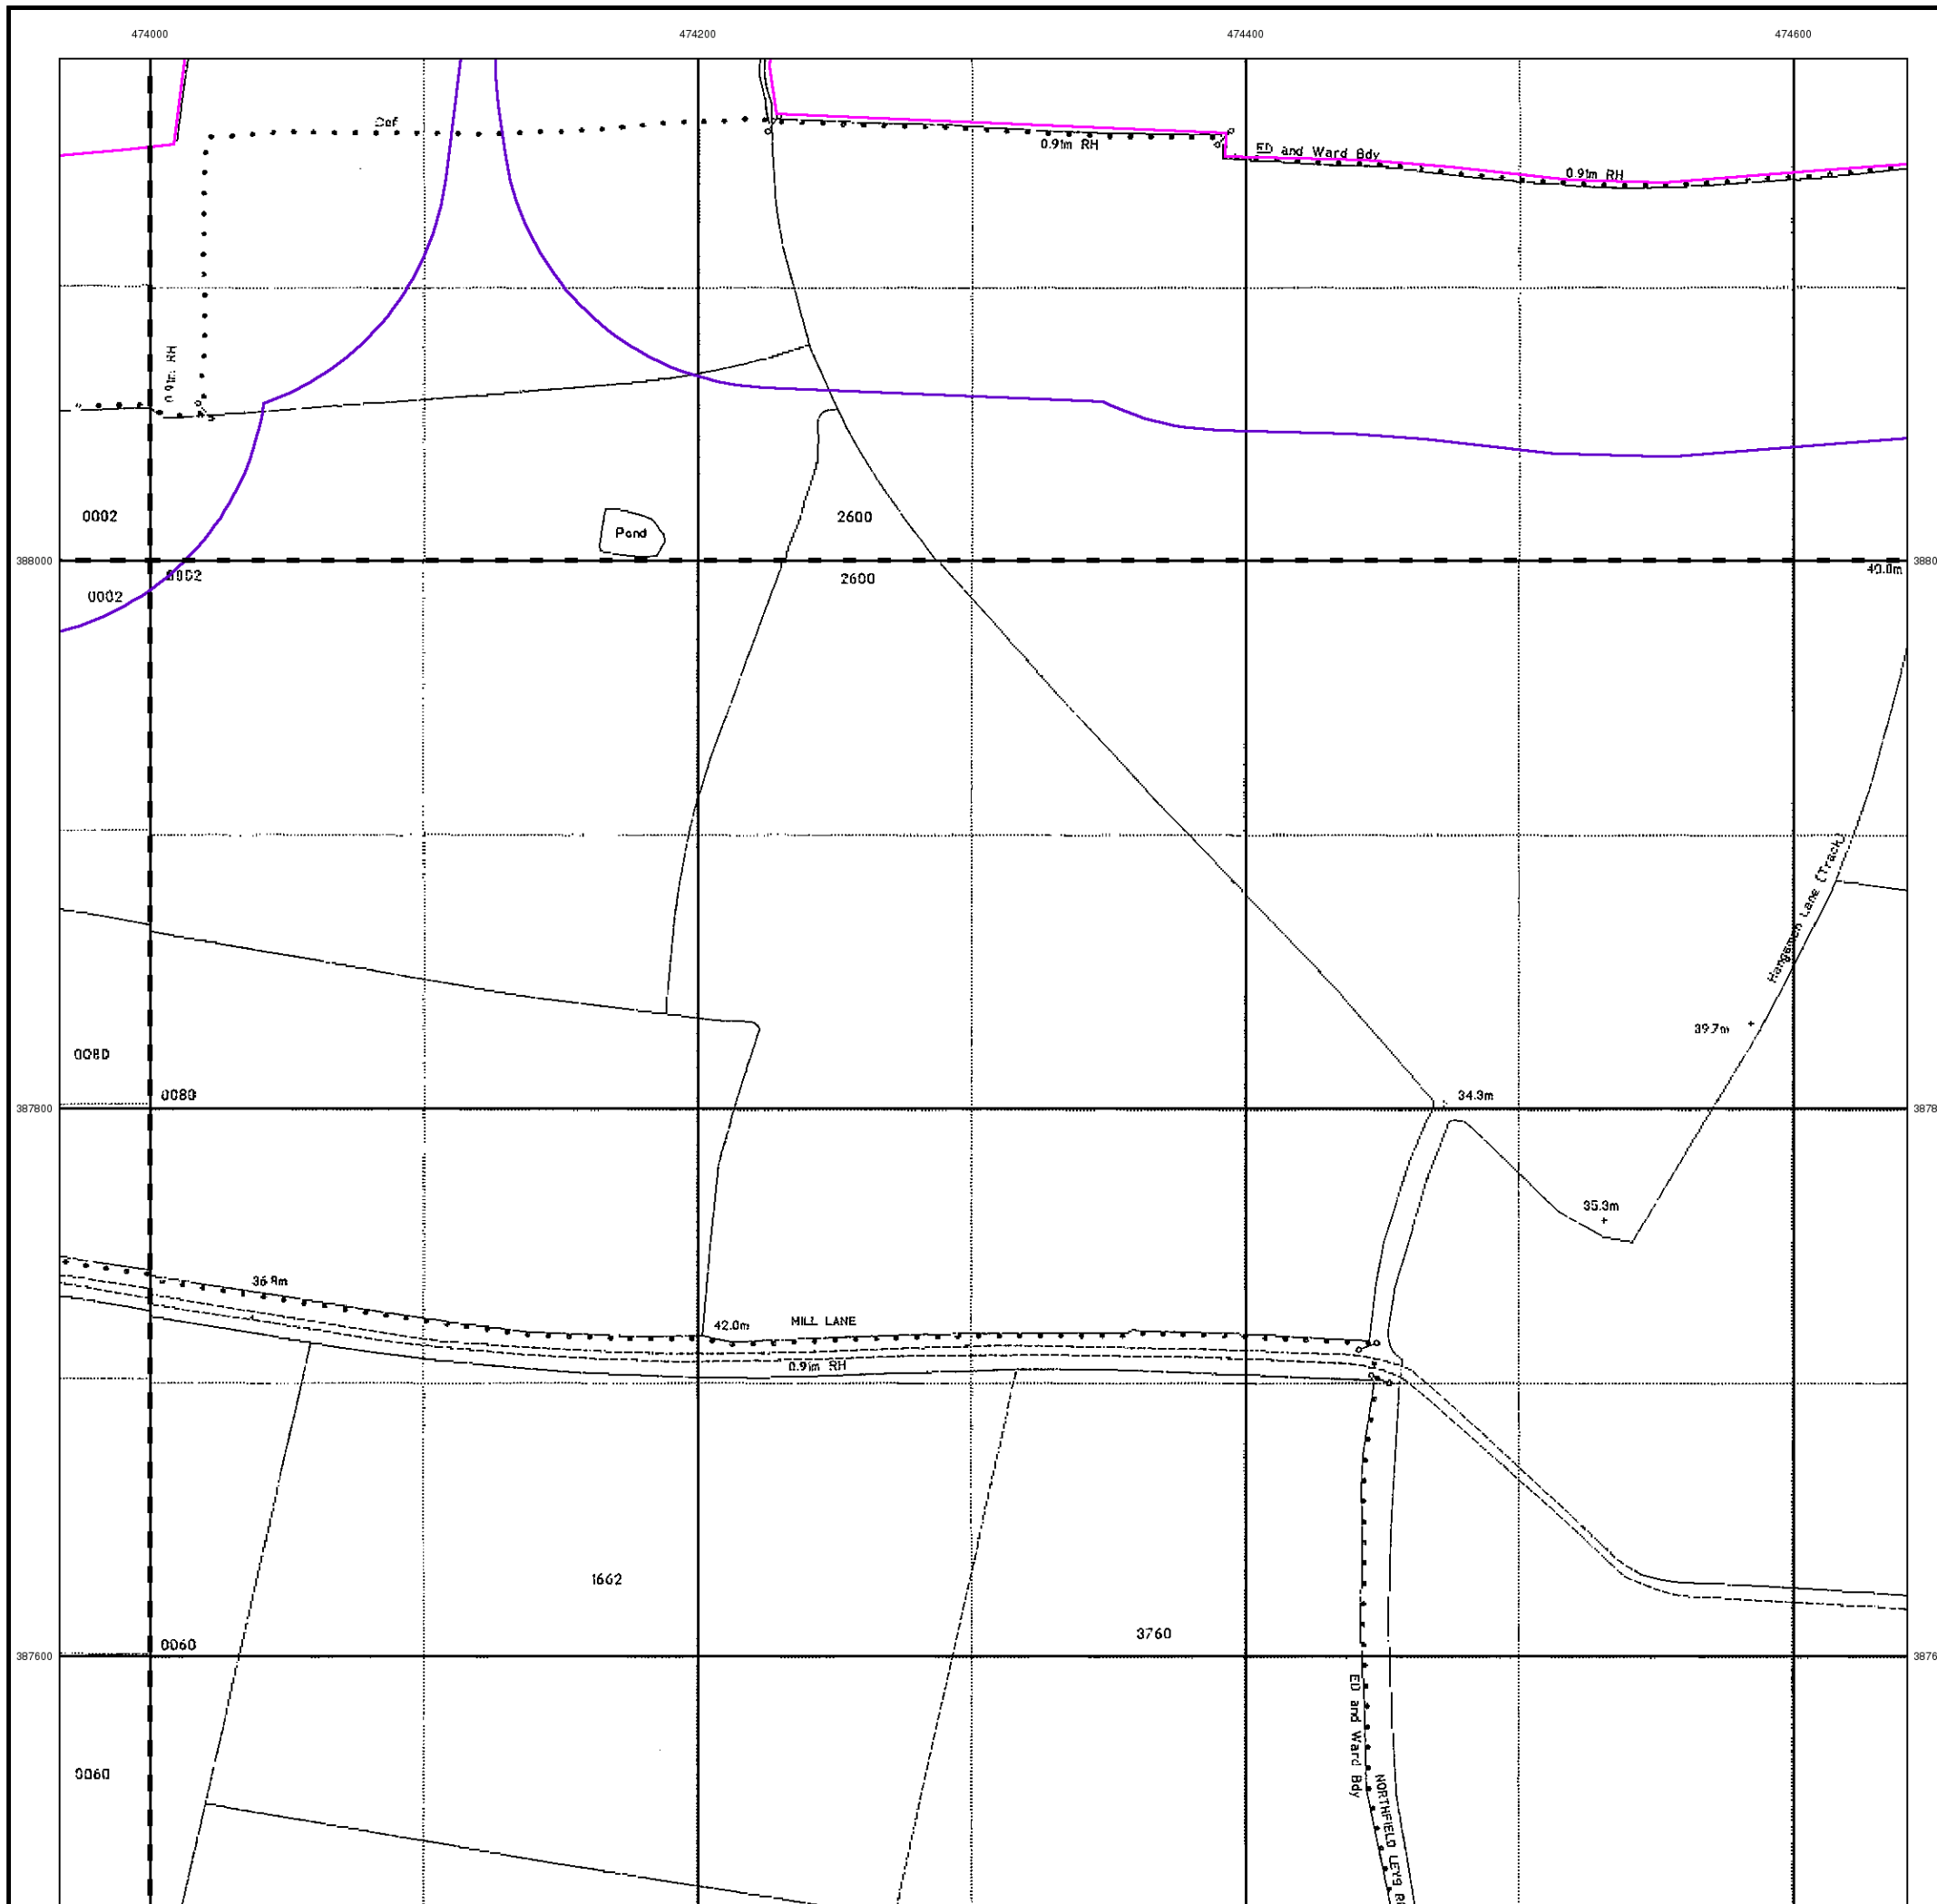 474000
474200
474400
474600
Def
0.91m RH
ED and Ward Bdy
0.91m RH
0.91m RH
0002
Pond
2600
388000
0002
0002
2600
40.0m
Hangsman Lane (Track)
39.7m
0080
0080
387800
34.3m
35.3m
36.8m
42.0m
MILL LANE
0.91m RH
1662
0060
3760
387600
ED and Ward Bdy
0060
NORTHFIELD LEYS